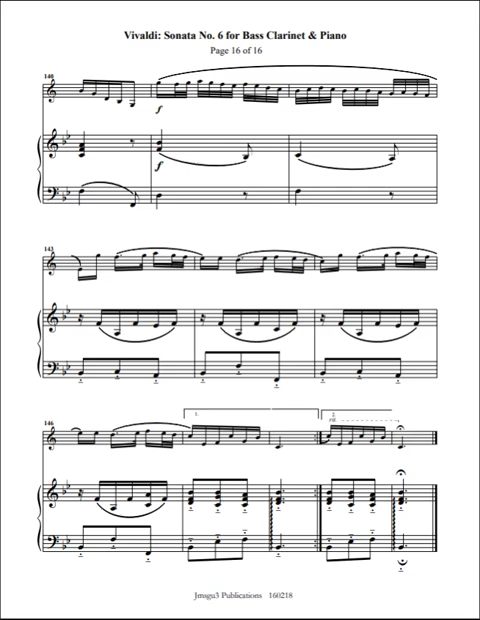 Vivaldi: Sonata No. 6 for Bass Clarinet & Piano
Page 16 of 16
140
f
f
143
146
1.
2.
rit.
Jmsgu3 Publications 160218